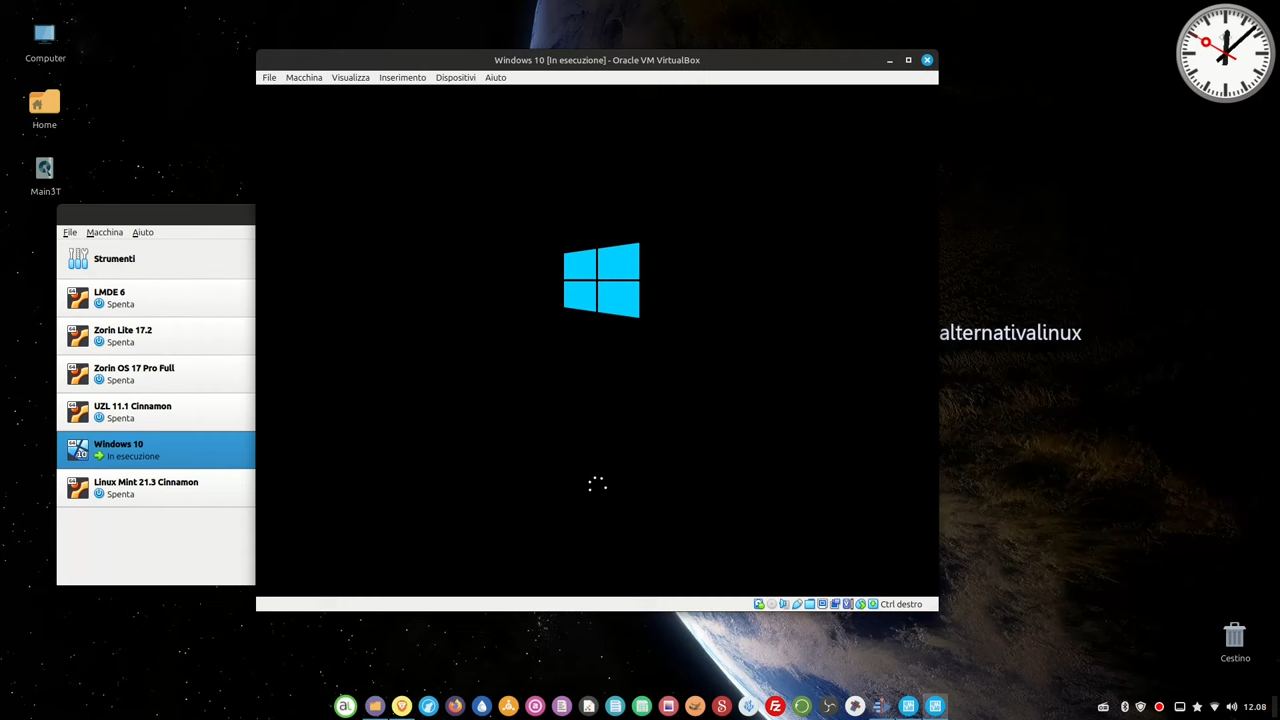 Computer
Home
Main3T
Windows 10 [In esecuzione] - Oracle VM VirtualBox
File Macchina Visualizza Inserimento Dispositivi Aiuto
File Macchina Aiuto
Strumenti
LMDE 6
Spenta
Zorin Lite 17.2
Spenta
Zorin OS 17 Pro Full
Spenta
UZL 11.1 Cinnamon
Spenta
Windows 10
In esecuzione
Linux Mint 21.3 Cinnamon
Spenta
alternativalinux
Ctrl destro
Cestino
12.08